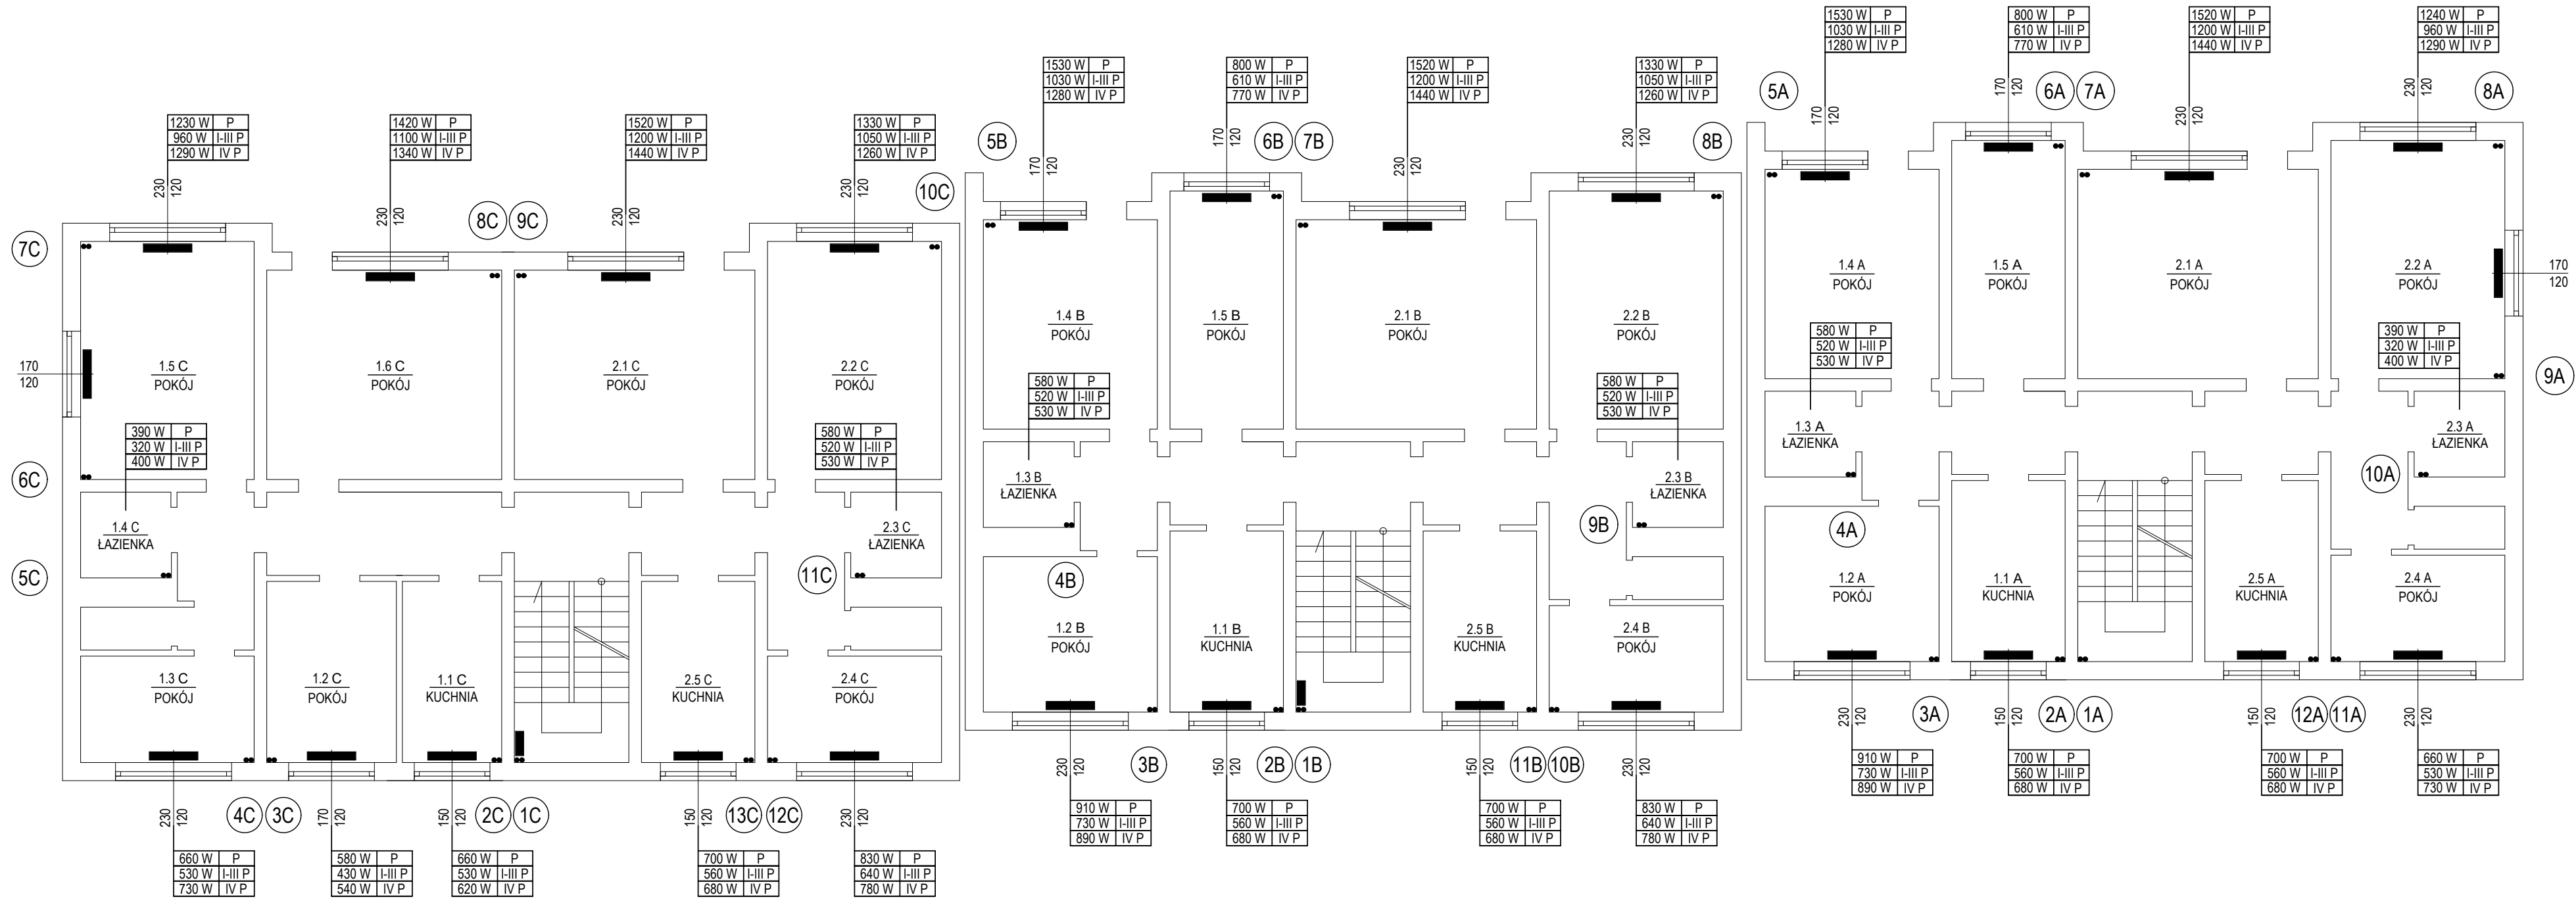 1230 W P
960 W I-III P
1290 W IV P
230
120
1420 W P
1100 W I-III P
1340 W IV P
230
120
1520 W P
1200 W I-III P
1440 W IV P
230
120
1330 W P
1050 W I-III P
1260 W IV P
230
120
7C
8C
9C
10C
170
120
1.5 C
POKÓJ
1.6 C
POKÓJ
2.1 C
POKÓJ
2.2 C
POKÓJ
390 W P
320 W I-III P
400 W IV P
580 W P
520 W I-III P
530 W IV P
6C
1.4 C
ŁAZIENKA
2.3 C
ŁAZIENKA
5C
11C
1.3 C
POKÓJ
1.2 C
POKÓJ
1.1 C
KUCHNIA
2.5 C
KUCHNIA
2.4 C
POKÓJ
230
120
4C
3C
170
120
150
120
2C
1C
150
120
13C
12C
230
120
660 W P
530 W I-III P
730 W IV P
580 W P
430 W I-III P
540 W IV P
660 W P
530 W I-III P
620 W IV P
700 W P
560 W I-III P
680 W IV P
830 W P
640 W I-III P
780 W IV P
1530 W P
1030 W I-III P
1280 W IV P
170
120
800 W P
610 W I-III P
770 W IV P
170
120
1520 W P
1200 W I-III P
1440 W IV P
230
120
1330 W P
1050 W I-III P
1260 W IV P
230
120
5B
6B
7B
8B
1.4 B
POKÓJ
1.5 B
POKÓJ
2.1 B
POKÓJ
2.2 B
POKÓJ
580 W P
520 W I-III P
530 W IV P
580 W P
520 W I-III P
530 W IV P
1.3 B
ŁAZIENKA
2.3 B
ŁAZIENKA
9B
4B
1.2 B
POKÓJ
1.1 B
KUCHNIA
2.5 B
KUCHNIA
2.4 B
POKÓJ
230
120
3B
150
120
2B
1B
150
120
11B
10B
230
120
910 W P
730 W I-III P
890 W IV P
700 W P
560 W I-III P
680 W IV P
700 W P
560 W I-III P
680 W IV P
830 W P
640 W I-III P
780 W IV P
1530 W P
1030 W I-III P
1280 W IV P
170
120
800 W P
610 W I-III P
770 W IV P
170
120
1520 W P
1200 W I-III P
1440 W IV P
230
120
1240 W P
960 W I-III P
1290 W IV P
230
120
5A
6A
7A
8A
1.4 A
POKÓJ
1.5 A
POKÓJ
2.1 A
POKÓJ
2.2 A
POKÓJ
170
120
580 W P
520 W I-III P
530 W IV P
390 W P
320 W I-III P
400 W IV P
9A
1.3 A
ŁAZIENKA
2.3 A
ŁAZIENKA
10A
4A
1.2 A
POKÓJ
1.1 A
KUCHNIA
2.5 A
KUCHNIA
2.4 A
POKÓJ
230
120
3A
150
120
2A
1A
150
120
12A
11A
230
120
910 W P
730 W I-III P
890 W IV P
700 W P
560 W I-III P
680 W IV P
700 W P
560 W I-III P
680 W IV P
660 W P
530 W I-III P
730 W IV P